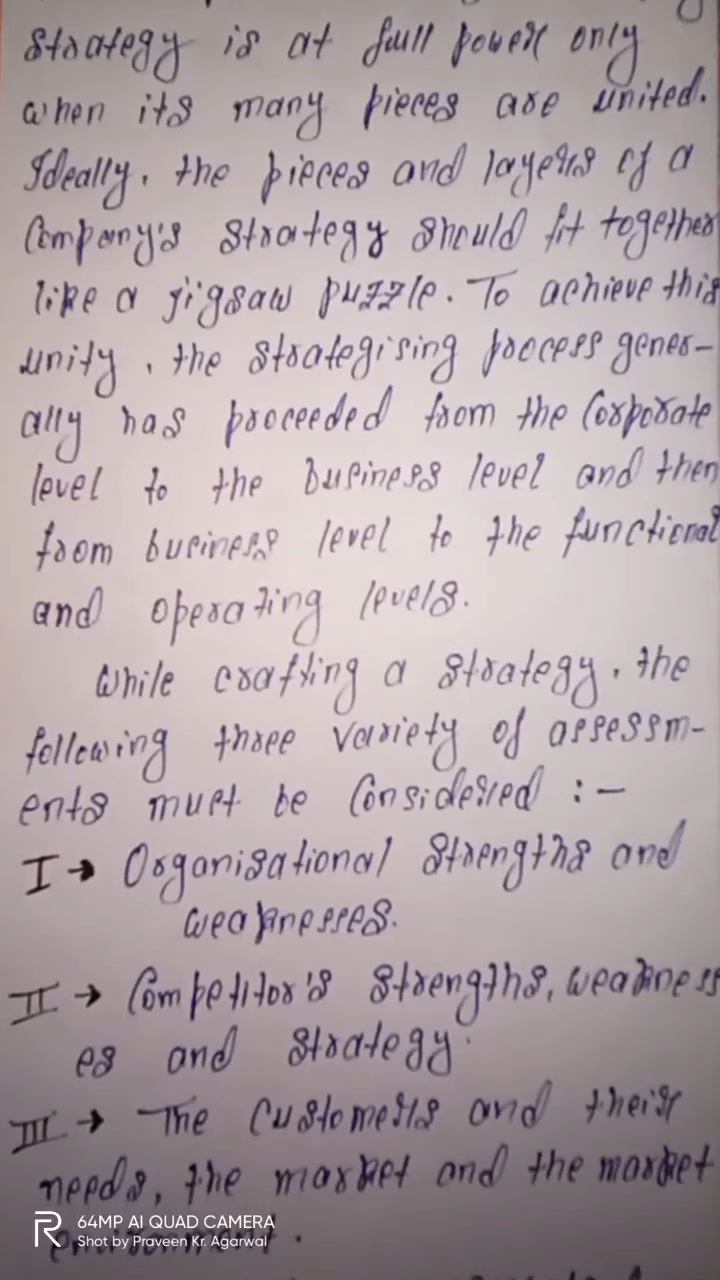 strategy is at full power only
when its many pieces are united.
Ideally, the pieces and layers of a
Company's strategy should fit together
like a jigsaw puzzle. To achieve this
unity, the strategising process gener-
ally has proceeded from the Corporate
level to the business level and then
from business level to the functional
and operating levels.
While crafting a strategy, the
following three variety of assessm-
ents must be Considered :-
I → Organisational Strengths and
weaknesses.
II → Competitor's strengths, weakness
es and strategy.
III → The Customers and their
needs, the market and the market
environment.
64MP AI QUAD CAMERA
Shot by Praveen Kr. Agarwal